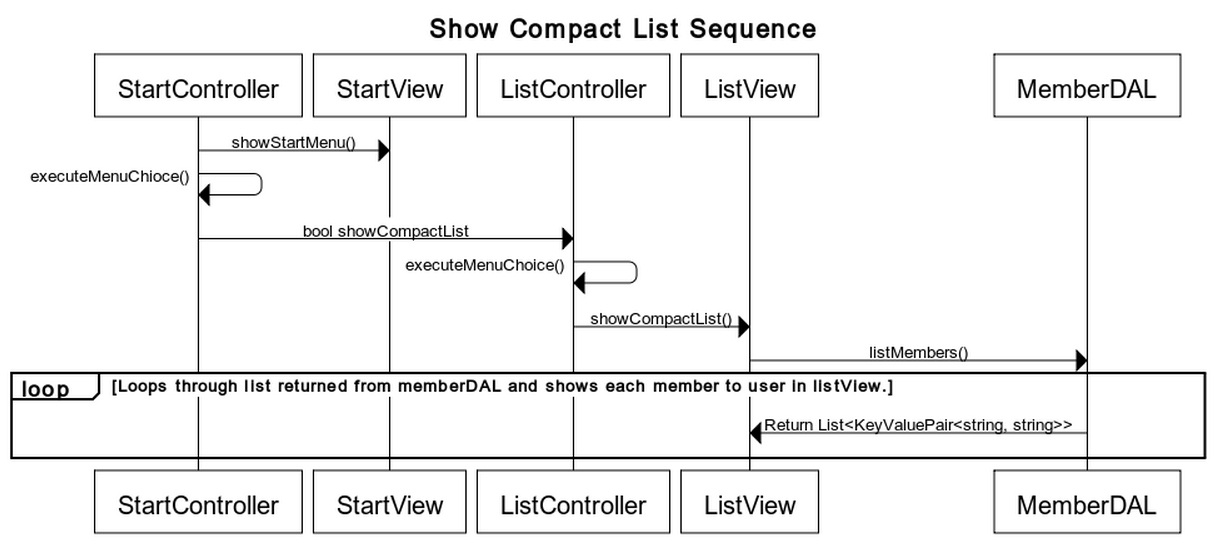 Show Compact List Sequence
StartController
StartView
ListController
ListView
MemberDAL
showStartMenu()
executeMenuChioce()
bool showCompactList
executeMenuChoice()
showCompactList()
listMembers()
loop
[Loops through list returned from memberDAL and shows each member to user in listView.]
Return List<KeyValuePair<string, string>>
StartController
StartView
ListController
ListView
MemberDAL